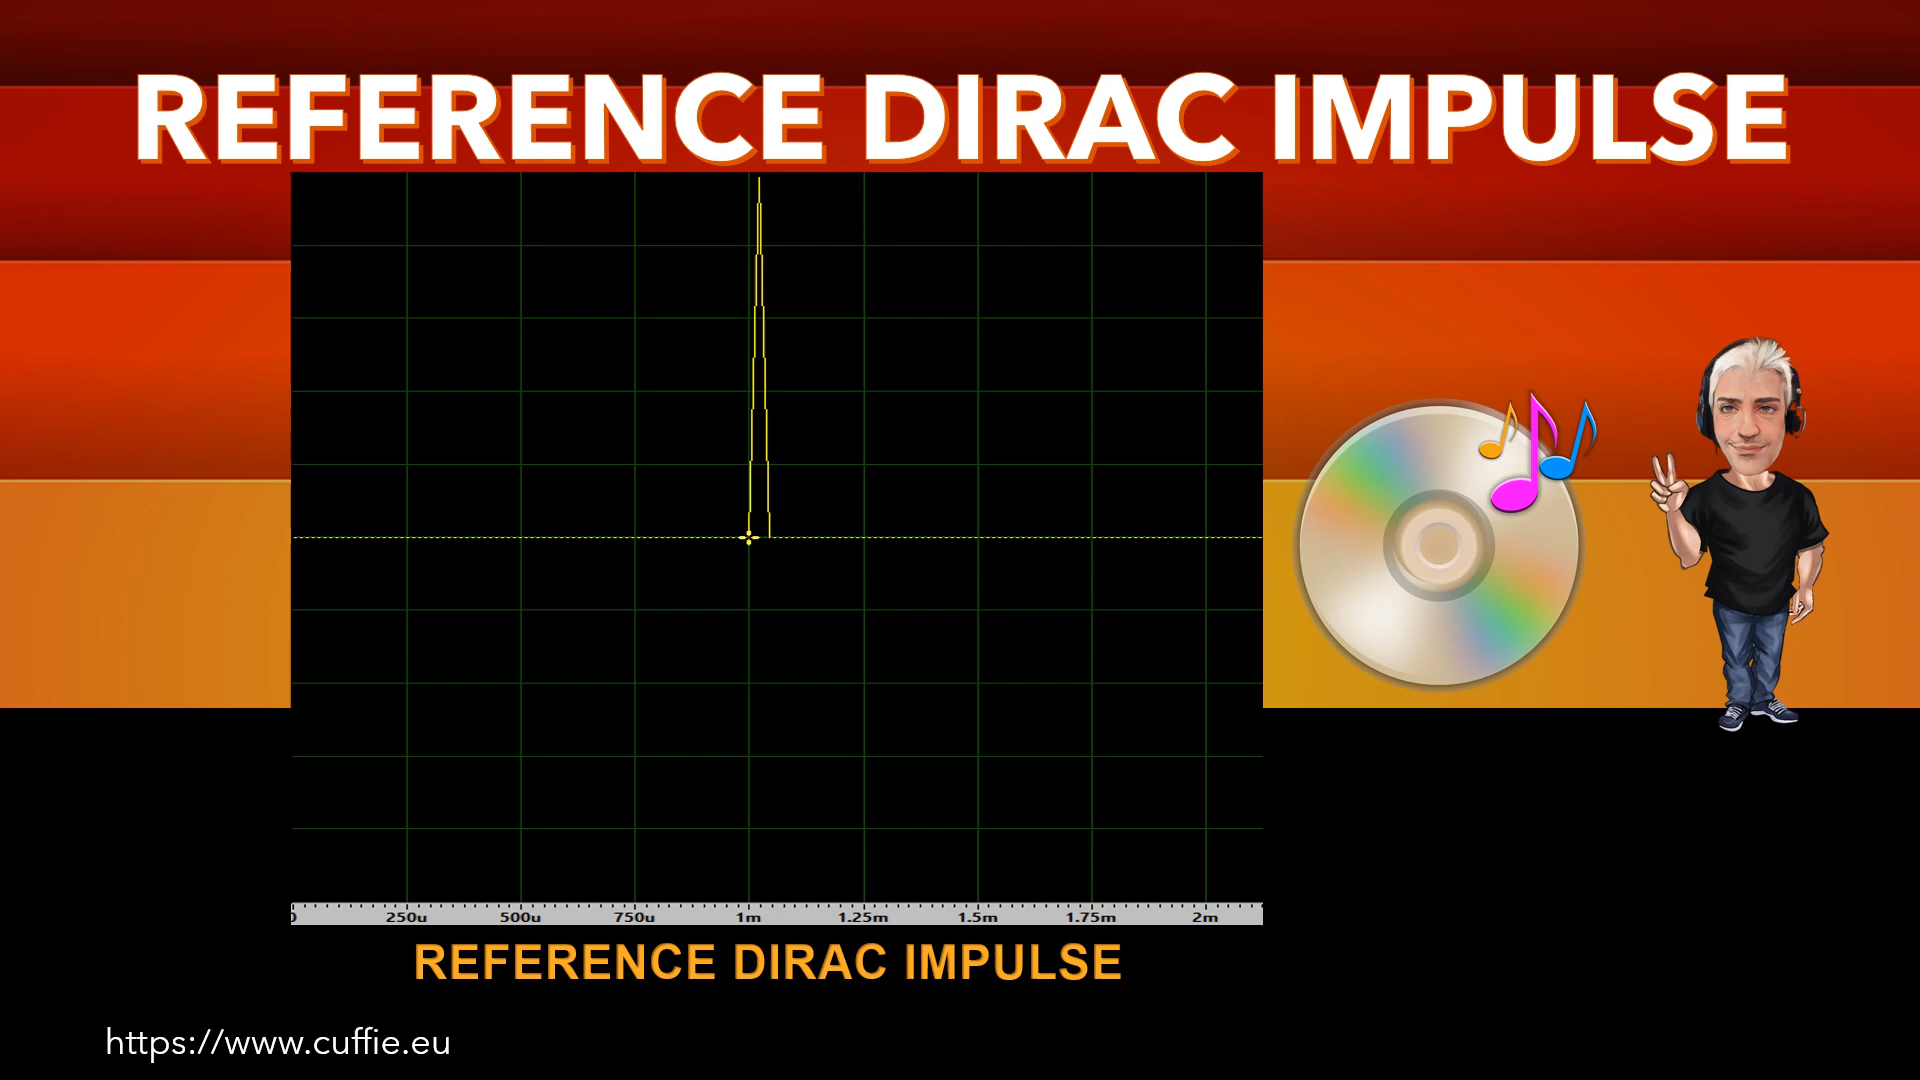 REFERENCE DIRAC IMPULSE
0 250u 500u 750u 1m 1.25m 1.5m 1.75m 2m
REFERENCE DIRAC IMPULSE
https://www.cuffie.eu